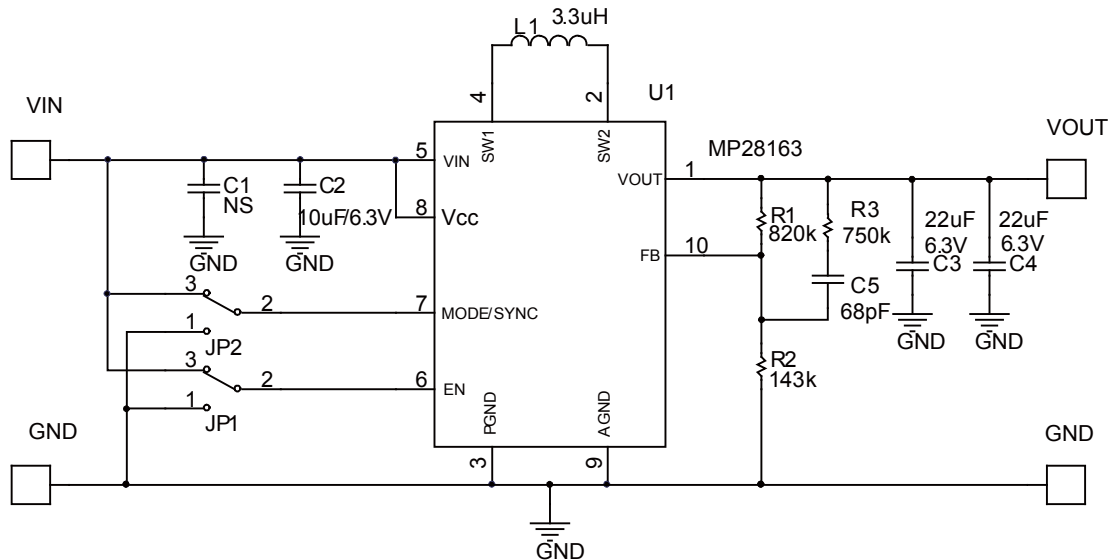 L1 3.3uH
4
2
U1
VIN
VOUT
SW1
SW2
MP28163
5
VIN
VOUT
1
C1
NS
C2
10uF/6.3V
8
Vcc
R1
820k
R3
750k
22uF
6.3V
C3
22uF
6.3V
C4
FB
10
GND
GND
3
2
7
MODE/SYNC
C5
68pF
GND
GND
1
JP2
3
2
6
EN
R2
143k
1
JP1
PGND
AGND
GND
GND
3
9
GND